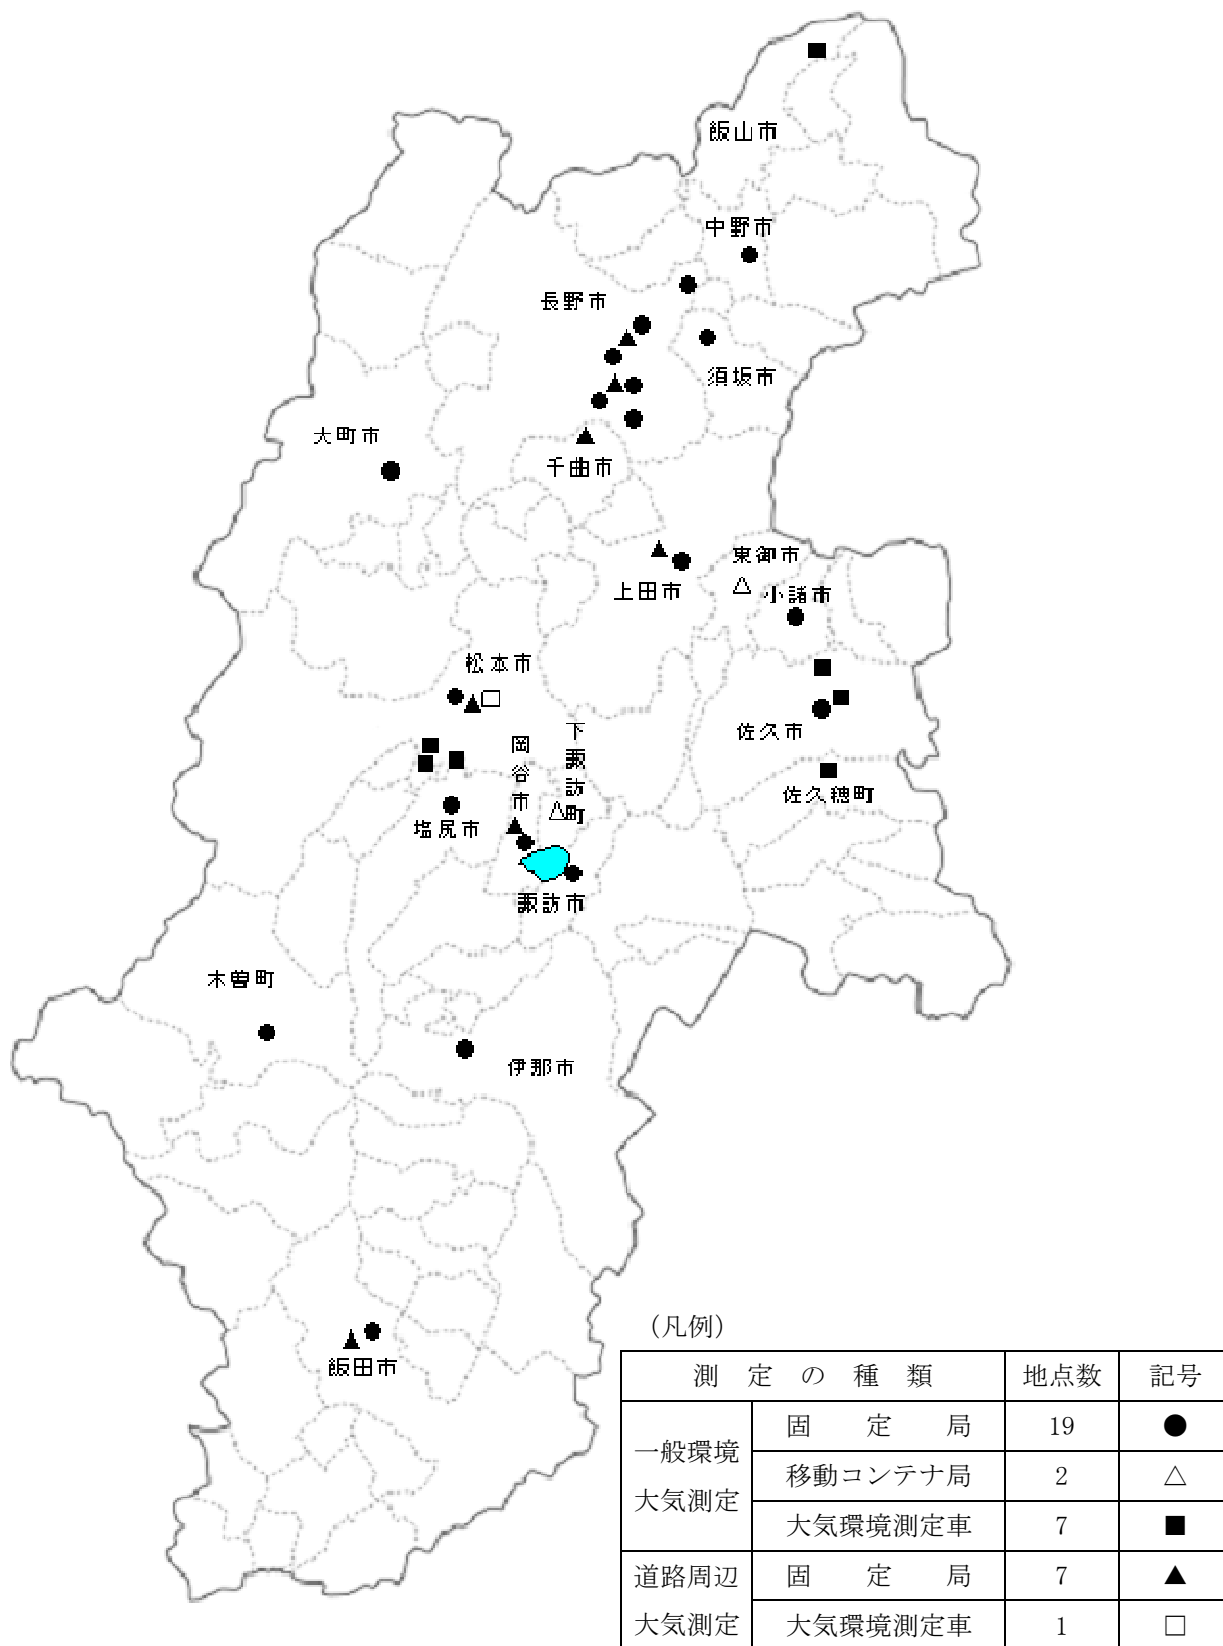 飯山市
中野市
長野市
須坂市
大町市
千曲市
東御市
上田市
△ 小諸市
松本市
□
下諏訪町
岡谷市
佐久市
佐久穂町
△
塩尻市
諏訪市
木曽町
伊那市
飯田市
（凡例）
測定の種類 地点数 記号
一般環境大気測定 固定局 19 ●
移動コンテナ局 2 △
大気環境測定車 7 ■
道路周辺大気測定 固定局 7 ▲
大気環境測定車 1 □